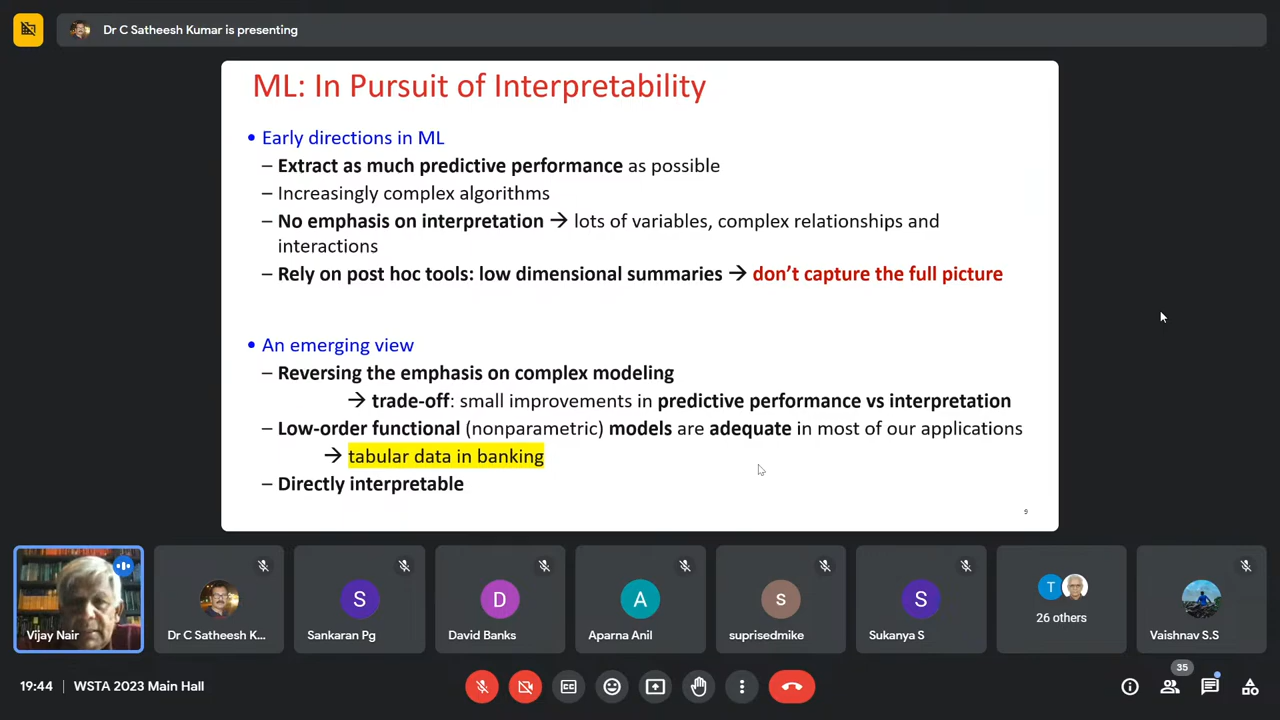 Dr C Satheesh Kumar is presenting
ML: In Pursuit of Interpretability
• Early directions in ML
– Extract as much predictive performance as possible
– Increasingly complex algorithms
– No emphasis on interpretation → lots of variables, complex relationships and
interactions
– Rely on post hoc tools: low dimensional summaries → don't capture the full picture
• An emerging view
– Reversing the emphasis on complex modeling
→ trade-off: small improvements in predictive performance vs interpretation
– Low-order functional (nonparametric) models are adequate in most of our applications
→ tabular data in banking
– Directly interpretable
9
S
D
A
s
S
T
Vijay Nair
Dr C Satheesh K...
Sankaran Pg
David Banks
Aparna Anil
suprisedmike
Sukanya S
26 others
Vaishnav S.S
19:44 | WSTA 2023 Main Hall
35